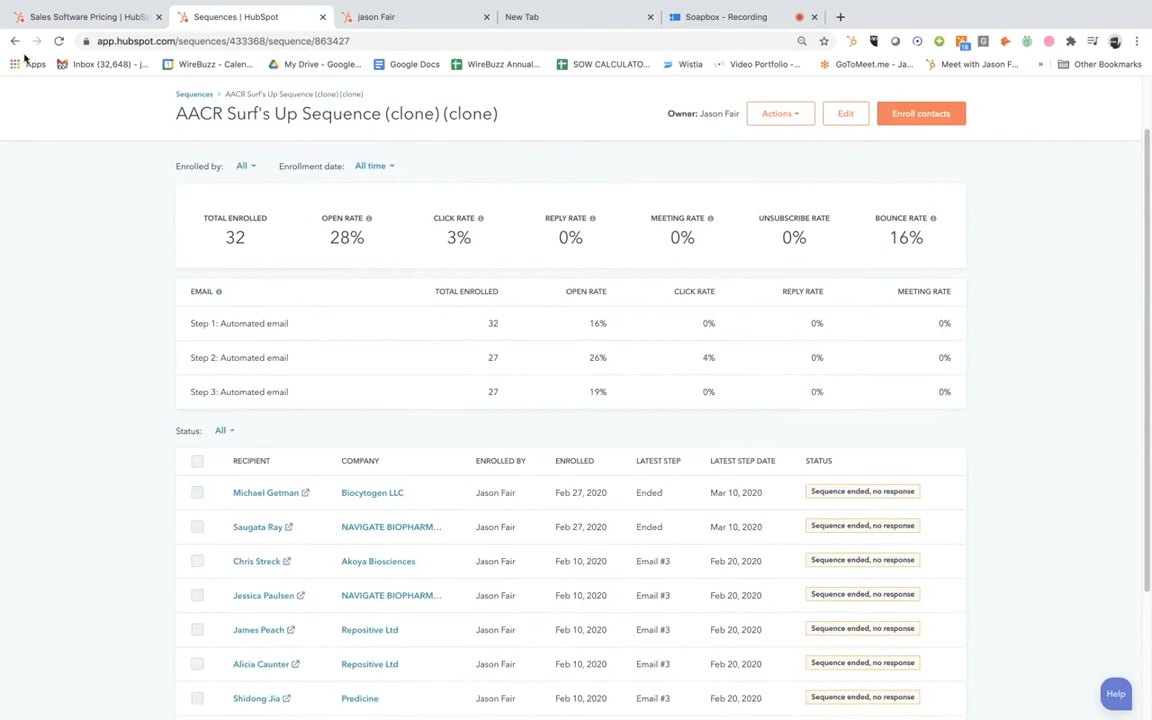 Sales Software Pricing | HubSp
Sequences | HubSpot
jason Fair
New Tab
Soapbox - Recording
app.hubspot.com/sequences/433368/sequence/863427
Apps
Inbox (32,648) - j...
WireBuzz - Calen...
My Drive - Google...
Google Docs
WireBuzz Annual...
SOW CALCULATO...
Wistia
Video Portfolio -...
GoToMeet.me - Ja...
Meet with Jason F...
»
Other Bookmarks
Sequences > AACR Surf's Up Sequence (clone) (clone)
AACR Surf's Up Sequence (clone) (clone)
Owner: Jason Fair
Actions
Edit
Enroll contacts
Enrolled by: All Enrollment date: All time
TOTAL ENROLLED OPEN RATE CLICK RATE REPLY RATE MEETING RATE UNSUBSCRIBE RATE BOUNCE RATE
32 28% 3% 0% 0% 0% 16%
EMAIL TOTAL ENROLLED OPEN RATE CLICK RATE REPLY RATE MEETING RATE
Step 1: Automated email 32 16% 0% 0% 0%
Step 2: Automated email 27 26% 4% 0% 0%
Step 3: Automated email 27 19% 0% 0% 0%
Status: All
RECIPIENT COMPANY ENROLLED BY ENROLLED LATEST STEP LATEST STEP DATE STATUS
Michael Getman Biocytogen LLC Jason Fair Feb 27, 2020 Ended Mar 10, 2020 Sequence ended, no response
Saugata Ray NAVIGATE BIOPHARM... Jason Fair Feb 27, 2020 Ended Mar 10, 2020 Sequence ended, no response
Chris Streck Akoya Biosciences Jason Fair Feb 10, 2020 Email #3 Feb 20, 2020 Sequence ended, no response
Jessica Paulsen NAVIGATE BIOPHARM... Jason Fair Feb 10, 2020 Email #3 Feb 20, 2020 Sequence ended, no response
James Peach Repositive Ltd Jason Fair Feb 10, 2020 Email #3 Feb 20, 2020 Sequence ended, no response
Alicia Caunter Repositive Ltd Jason Fair Feb 10, 2020 Email #3 Feb 20, 2020 Sequence ended, no response
Shidong Jia Predicine Jason Fair Feb 10, 2020 Email #3 Feb 20, 2020 Sequence ended, no response
Help